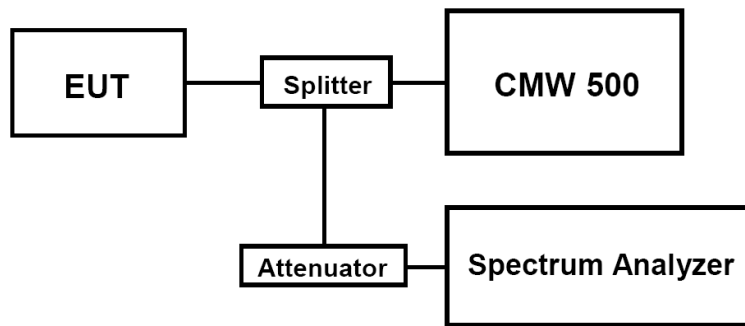 EUT
Splitter
CMW 500
Attenuator
Spectrum Analyzer